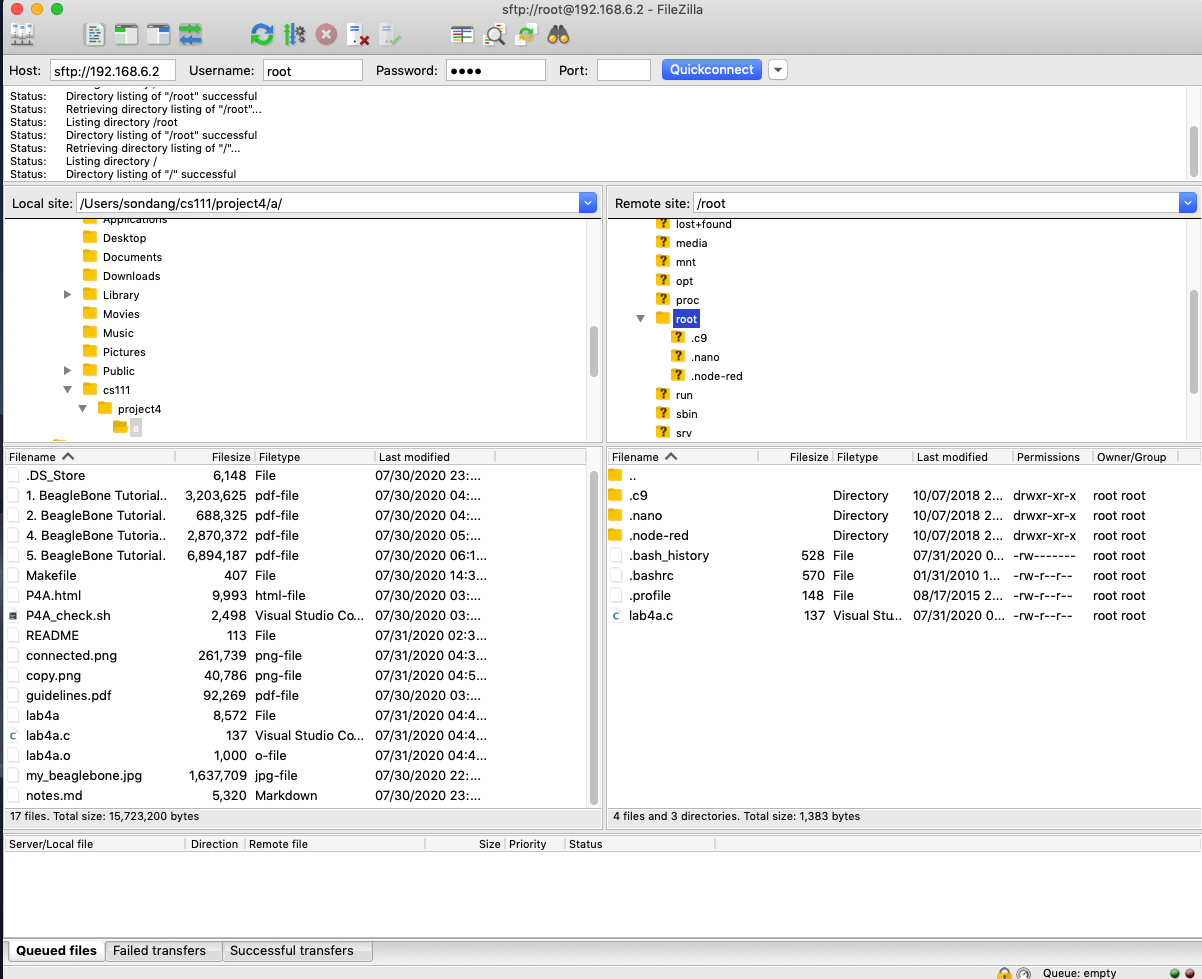 sftp://root@192.168.6.2 - FileZilla
Host: sftp://192.168.6.2 Username: root Password: •••• Port: Quickconnect
Status: Directory listing of "/root" successful
Status: Retrieving directory listing of "/root"...
Status: Listing directory /root
Status: Directory listing of "/root" successful
Status: Retrieving directory listing of "/"...
Status: Listing directory /
Status: Directory listing of "/" successful
Local site: /Users/sondang/cs111/project4/a/
Applications
Desktop
Documents
Downloads
Library
Movies
Music
Pictures
Public
cs111
project4
a
Remote site: /root
lost+found
media
mnt
opt
proc
root
.c9
.nano
.node-red
run
sbin
srv
Filename Filesize Filetype Last modified
.DS_Store 6,148 File 07/30/2020 23:...
1. BeagleBone Tutorial.. 3,203,625 pdf-file 07/30/2020 04:...
2. BeagleBone Tutorial. 688,325 pdf-file 07/30/2020 04:...
4. BeagleBone Tutorial.. 2,870,372 pdf-file 07/30/2020 05:...
5. BeagleBone Tutorial. 6,894,187 pdf-file 07/30/2020 06:1...
Makefile 407 File 07/30/2020 14:3...
P4A.html 9,993 html-file 07/30/2020 03:...
P4A_check.sh 2,498 Visual Studio Co... 07/30/2020 03:...
README 113 File 07/31/2020 02:3...
connected.png 261,739 png-file 07/31/2020 04:3...
copy.png 40,786 png-file 07/31/2020 04:5...
guidelines.pdf 92,269 pdf-file 07/30/2020 03:...
lab4a 8,572 File 07/31/2020 04:4...
lab4a.c 137 Visual Studio Co... 07/31/2020 04:4...
lab4a.o 1,000 o-file 07/31/2020 04:4...
my_beaglebone.jpg 1,637,709 jpg-file 07/30/2020 22:...
notes.md 5,320 Markdown 07/30/2020 23:...
17 files. Total size: 15,723,200 bytes
Filename Filesize Filetype Last modified Permissions Owner/Group
..
.c9 Directory 10/07/2018 2... drwxr-xr-x root root
.nano Directory 10/07/2018 2... drwxr-xr-x root root
.node-red Directory 10/07/2018 2... drwxr-xr-x root root
.bash_history 528 File 07/31/2020 0... -rw------- root root
.bashrc 570 File 01/31/2010 1... -rw-r--r-- root root
.profile 148 File 08/17/2015 2... -rw-r--r-- root root
lab4a.c 137 Visual Stu... 07/31/2020 0... -rw-r--r-- root root
4 files and 3 directories. Total size: 1,383 bytes
Server/Local file Direction Remote file Size Priority Status
Queued files Failed transfers Successful transfers
Queue: empty